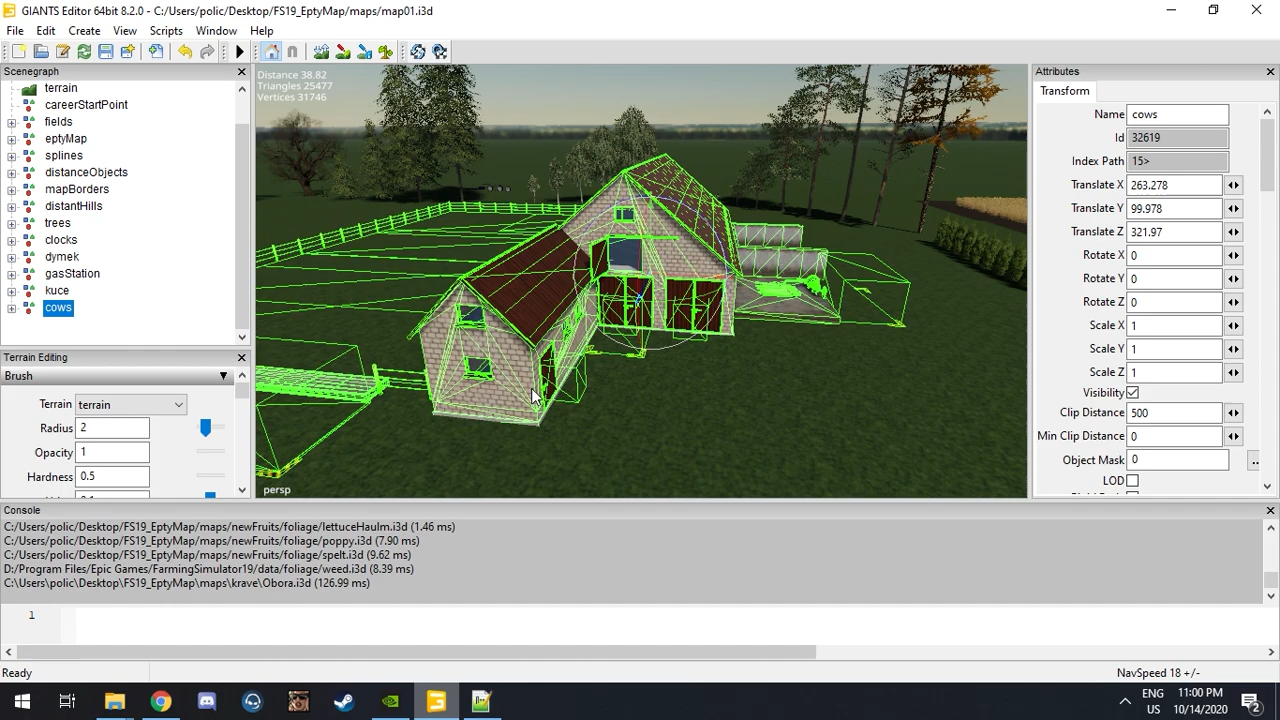 GIANTS Editor 64bit 8.2.0 - C:/Users/polic/Desktop/FS19_EptyMap/maps/map01.i3d
File Edit Create View Scripts Window Help
Scenegraph
terrain
careerStartPoint
fields
eptyMap
splines
distanceObjects
mapBorders
distantHills
trees
clocks
dymek
gasStation
kuce
cows
Terrain Editing
Brush
Terrain terrain
Radius 2
Opacity 1
Hardness 0.5
Distance 38.82
Triangles 25477
Vertices 31746
persp
Attributes
Transform
Name cows
Id 32619
Index Path 15>
Translate X 263.278
Translate Y 99.978
Translate Z 321.97
Rotate X 0
Rotate Y 0
Rotate Z 0
Scale X 1
Scale Y 1
Scale Z 1
Visibility
Clip Distance 500
Min Clip Distance 0
Object Mask 0 ..
LOD
Console
C:/Users/polic/Desktop/FS19_EptyMap/maps/newFruits/foliage/lettuceHaulm.i3d (1.46 ms)
C:/Users/polic/Desktop/FS19_EptyMap/maps/newFruits/foliage/poppy.i3d (7.90 ms)
C:/Users/polic/Desktop/FS19_EptyMap/maps/newFruits/foliage/spelt.i3d (9.62 ms)
D:/Program Files/Epic Games/FarmingSimulator19/data/foliage/weed.i3d (8.39 ms)
C:\Users\polic\Desktop\FS19_EptyMap\maps\krave\Obora.i3d (126.99 ms)
1
Ready
NavSpeed 18 +/-
ENG
US
11:00 PM
10/14/2020
2